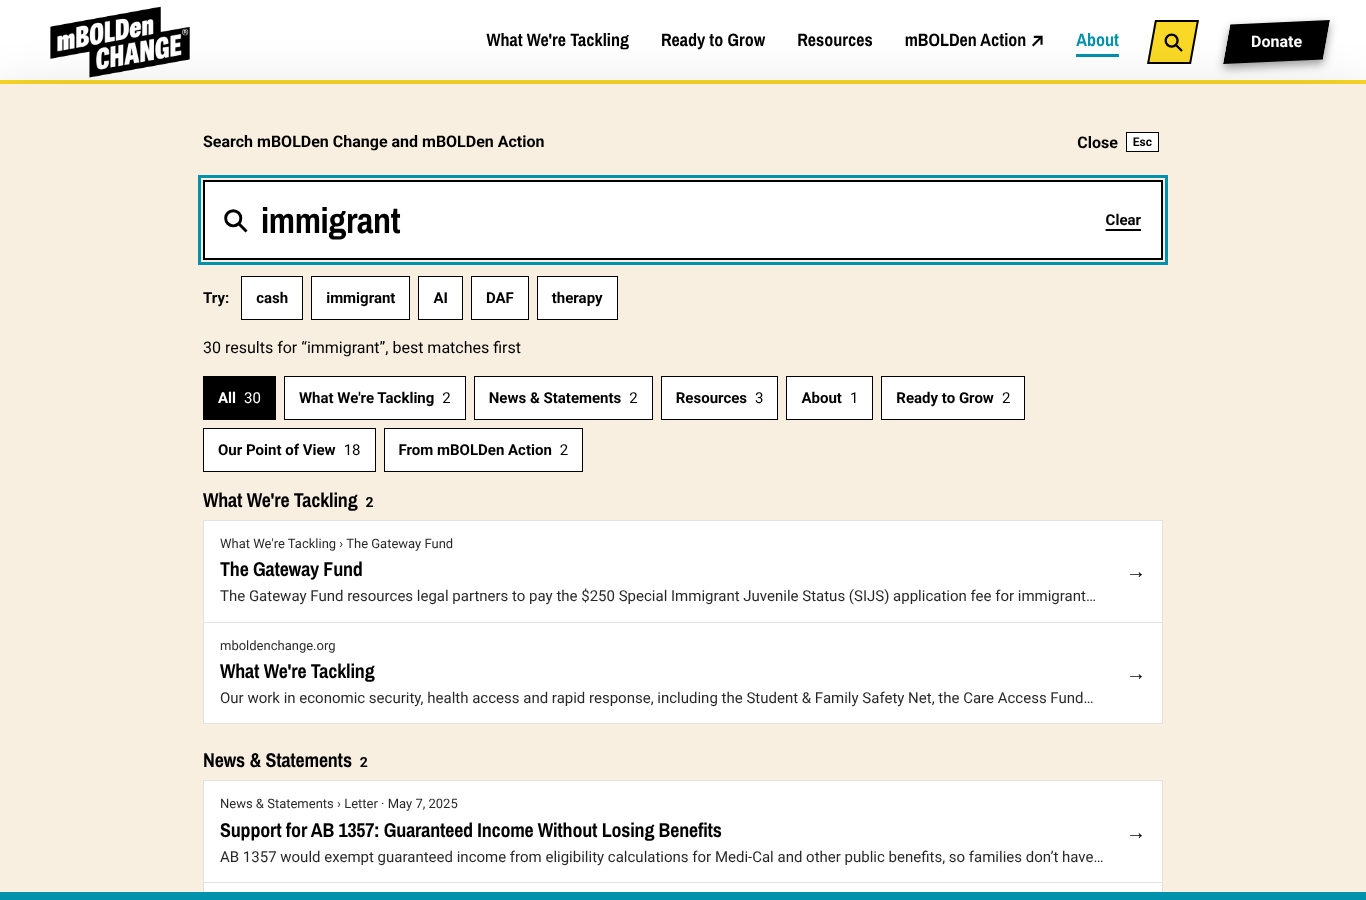 mBOLDen
CHANGE®
What We're Tackling
Ready to Grow
Resources
mBOLDen Action ↗
About
Donate
Search mBOLDen Change and mBOLDen Action
Close Esc
immigrant
Clear
Try: cash immigrant AI DAF therapy
30 results for “immigrant”, best matches first
All 30 What We're Tackling 2 News & Statements 2 Resources 3 About 1 Ready to Grow 2
Our Point of View 18 From mBOLDen Action 2
What We're Tackling 2
What We're Tackling › The Gateway Fund
The Gateway Fund
The Gateway Fund resources legal partners to pay the $250 Special Immigrant Juvenile Status (SIJS) application fee for immigrant…
→
mboldenchange.org
What We're Tackling
Our work in economic security, health access and rapid response, including the Student & Family Safety Net, the Care Access Fund…
→
News & Statements 2
News & Statements › Letter · May 7, 2025
Support for AB 1357: Guaranteed Income Without Losing Benefits
AB 1357 would exempt guaranteed income from eligibility calculations for Medi-Cal and other public benefits, so families don’t have…
→